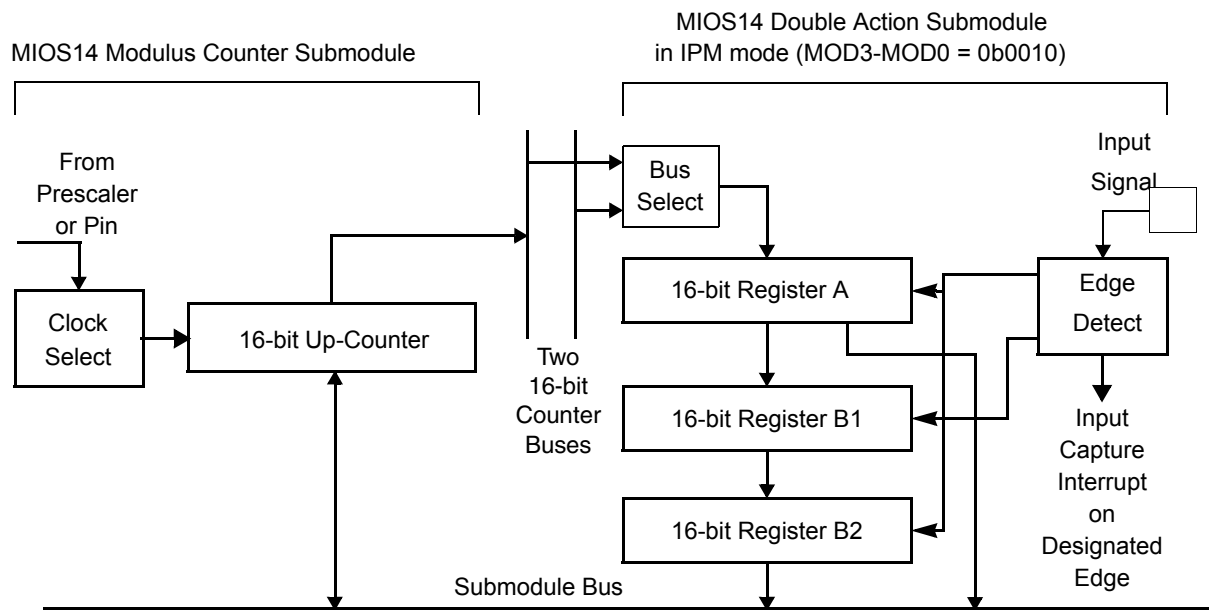 MIOS14 Modulus Counter Submodule
MIOS14 Double Action Submodule
in IPM mode (MOD3-MOD0 = 0b0010)
From
Prescaler
or Pin
Clock
Select
16-bit Up-Counter
Two
16-bit
Counter
Buses
Bus
Select
16-bit Register A
16-bit Register B1
16-bit Register B2
Input
Signal
Edge
Detect
Input
Capture
Interrupt
on
Designated
Edge
Submodule Bus